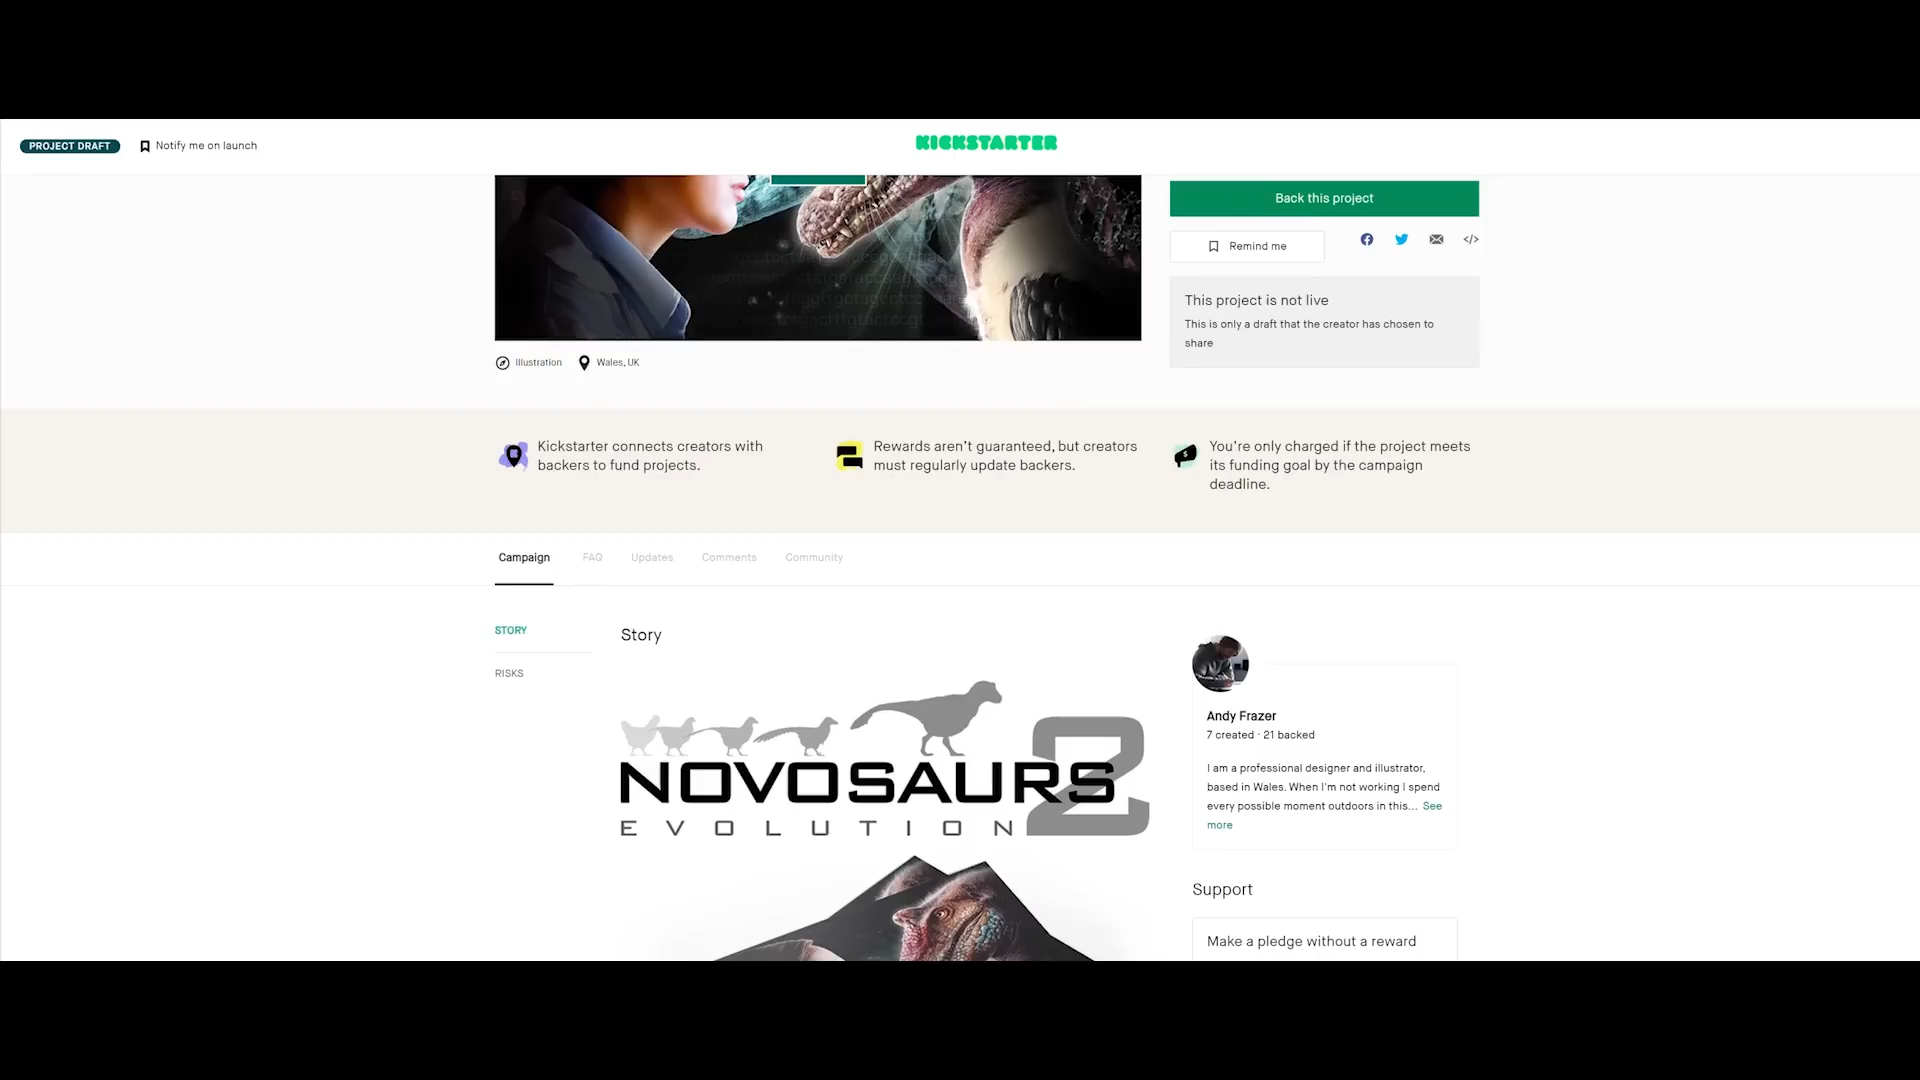 PROJECT DRAFT
Notify me on launch
KICKSTARTER
Back this project
Remind me
</>
This project is not live
This is only a draft that the creator has chosen to
share
Illustration
Wales, UK
Kickstarter connects creators with
backers to fund projects.
Rewards aren't guaranteed, but creators
must regularly update backers.
You're only charged if the project meets
its funding goal by the campaign
deadline.
Campaign
FAQ
Updates
Comments
Community
STORY
RISKS
Story
NOVOSAURS 2
EVOLUTION
Andy Frazer
7 created · 21 backed
I am a professional designer and illustrator,
based in Wales. When I'm not working I spend
every possible moment outdoors in this... See
more
Support
Make a pledge without a reward